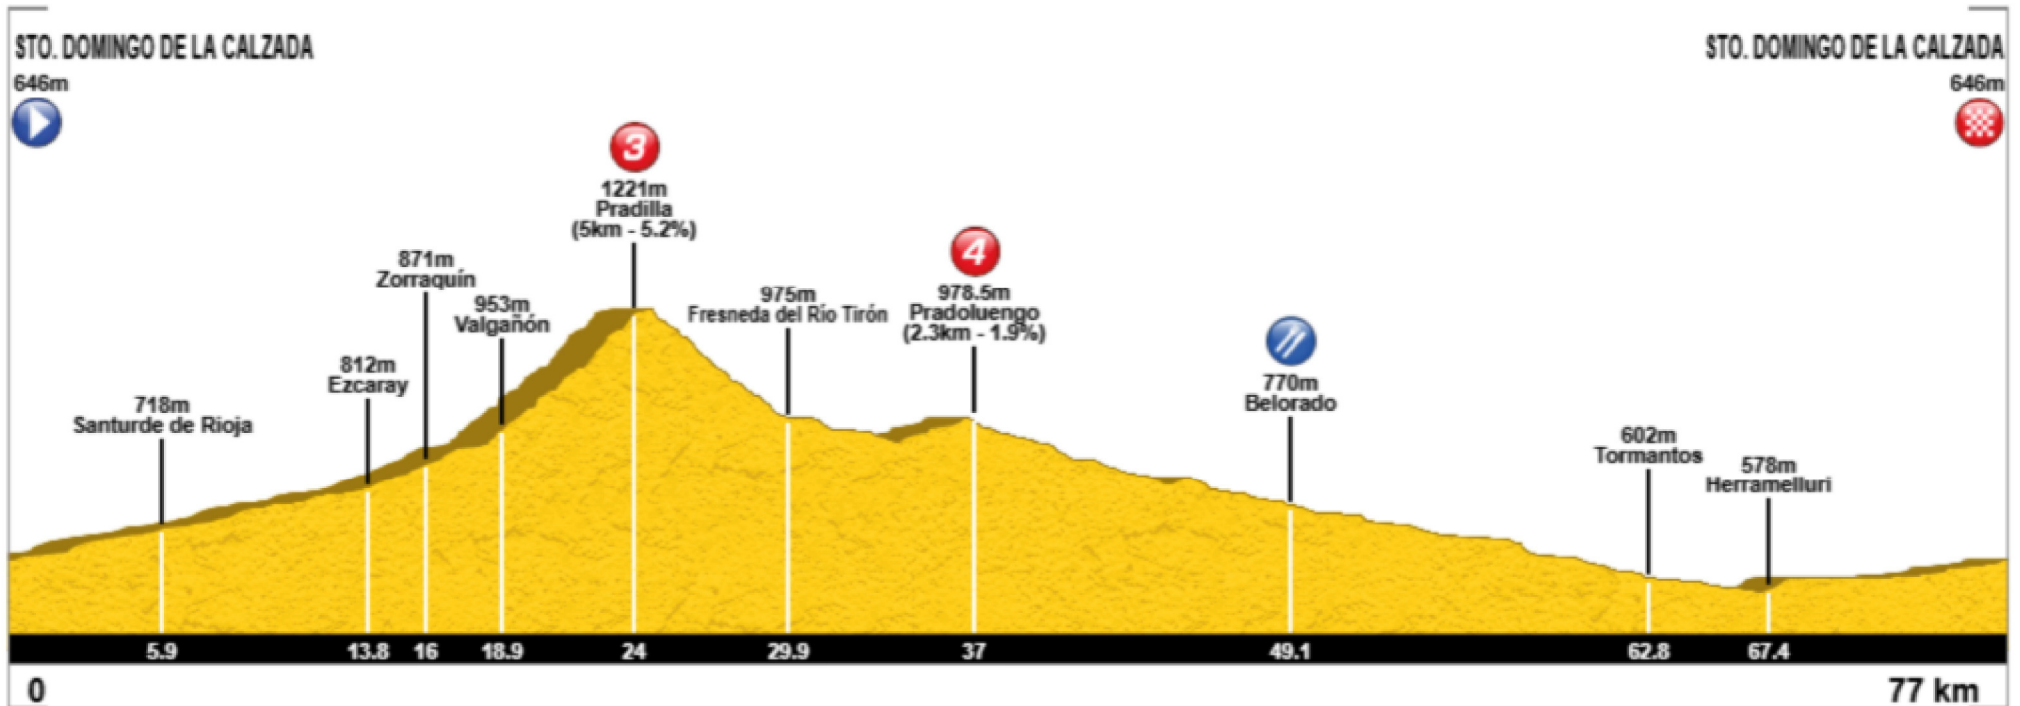 STO. DOMINGO DE LA CALZADA
646m
STO. DOMINGO DE LA CALZADA
646m
718m
Santurde de Rioja
812m
Ezcaray
871m
Zorraquín
953m
Valgañón
3
1221m
Pradilla
(5km - 5.2%)
975m
Fresneda del Río Tirón
4
978.5m
Pradoluengo
(2.3km - 1.9%)
770m
Belorado
602m
Tormantos
578m
Herramelluri
5.9 13.8 16 18.9 24 29.9 37 49.1 62.8 67.4
0 77 km